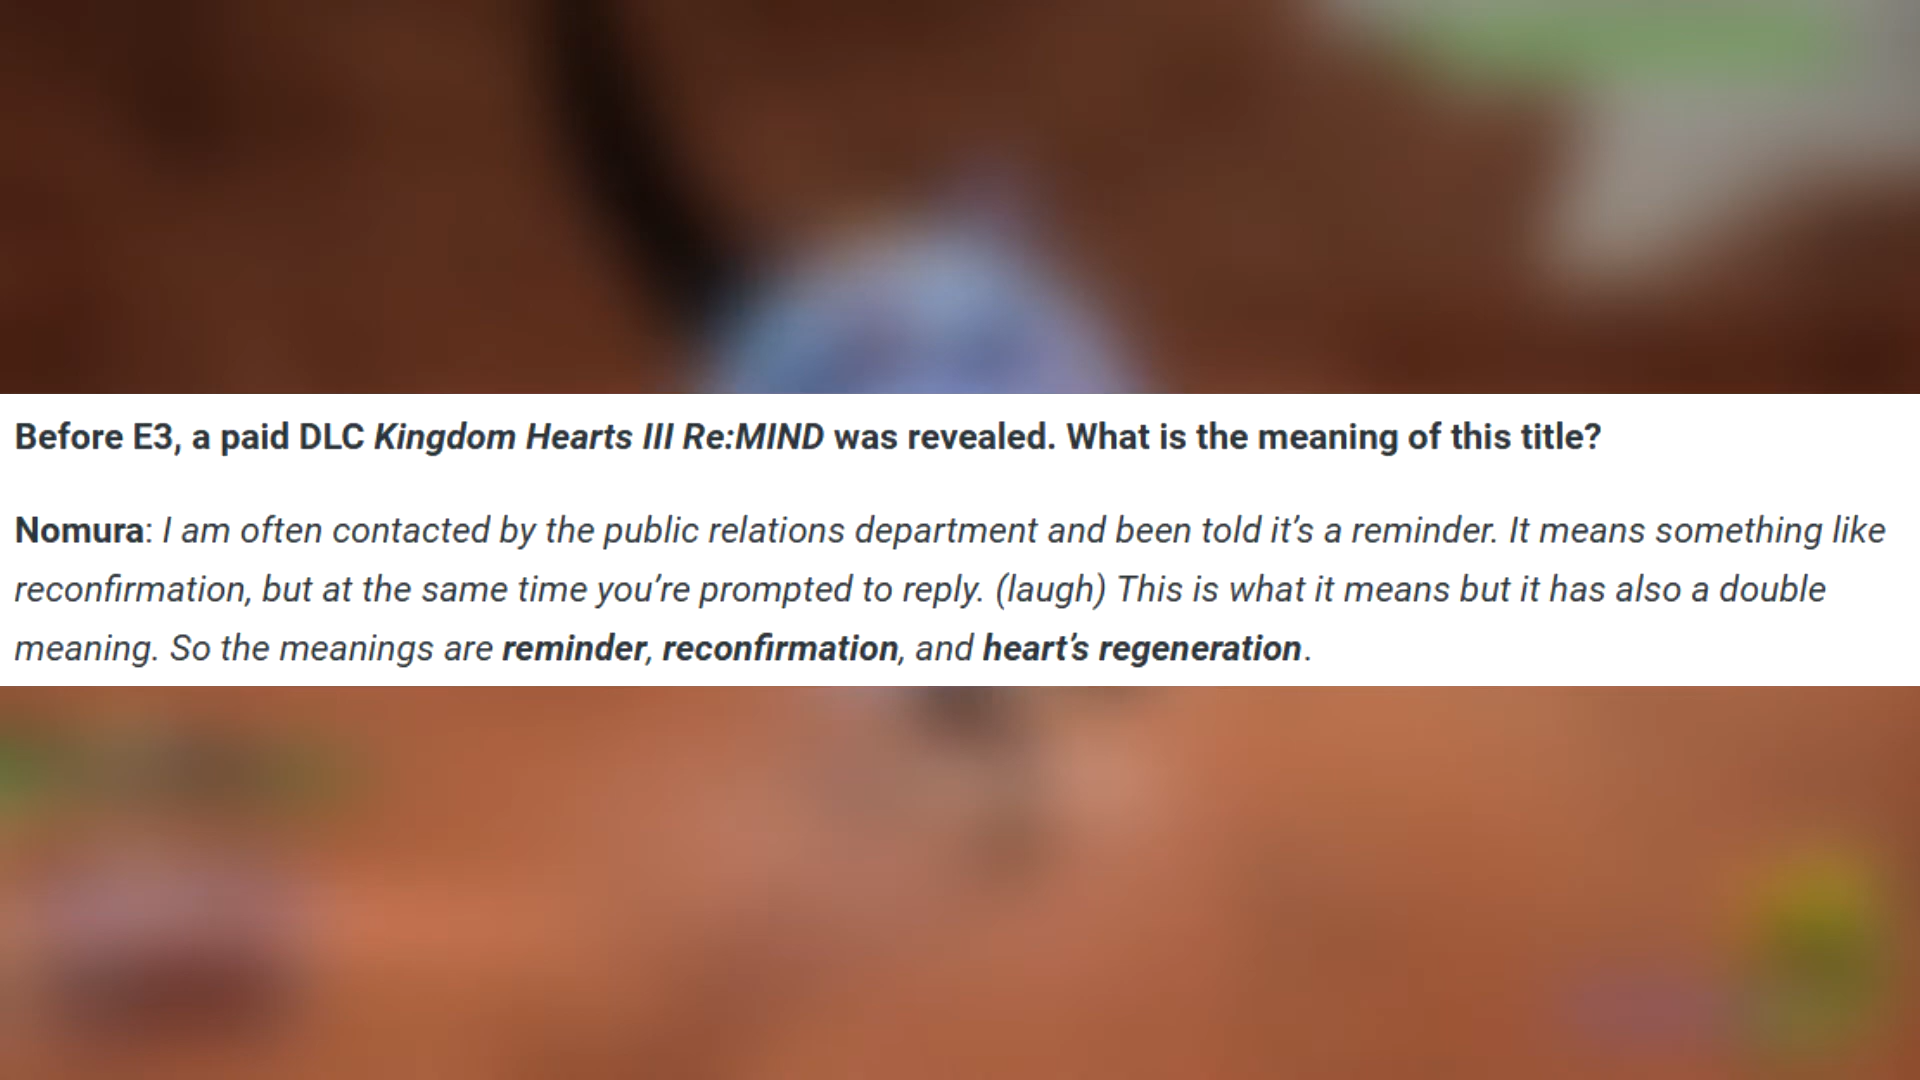 Before E3, a paid DLC Kingdom Hearts III Re:MIND was revealed. What is the meaning of this title?
Nomura: I am often contacted by the public relations department and been told it’s a reminder. It means something like
reconfirmation, but at the same time you’re prompted to reply. (laugh) This is what it means but it has also a double
meaning. So the meanings are reminder, reconfirmation, and heart’s regeneration.